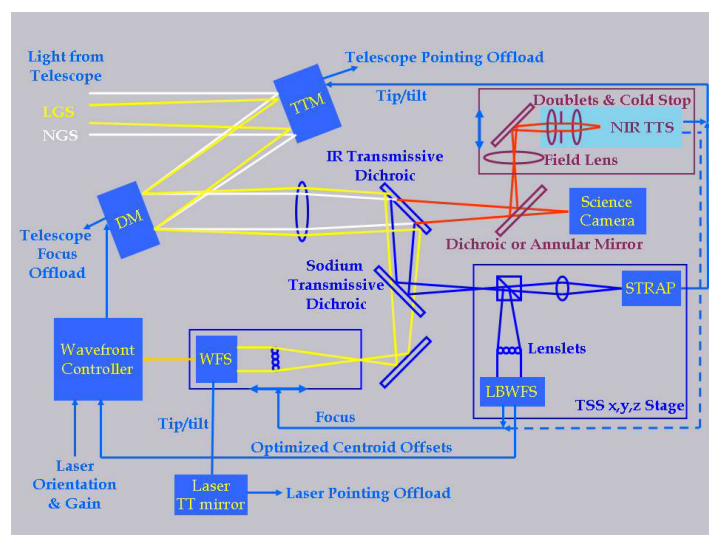 Light from
Telescope
LGS
NGS
TTM
Telescope Pointing Offload
Tip/tilt
Doublets & Cold Stop
NIR TTS
Field Lens
IR Transmissive
Dichroic
DM
Science
Camera
Dichroic or Annular Mirror
Telescope
Focus
Offload
Sodium
Transmissive
Dichroic
STRAP
Wavefront
Controller
WFS
Lenslets
LBWFS
TSS x,y,z Stage
Focus
Tip/tilt
Optimized Centroid Offsets
Laser
Orientation
& Gain
Laser
TT mirror
Laser Pointing Offload